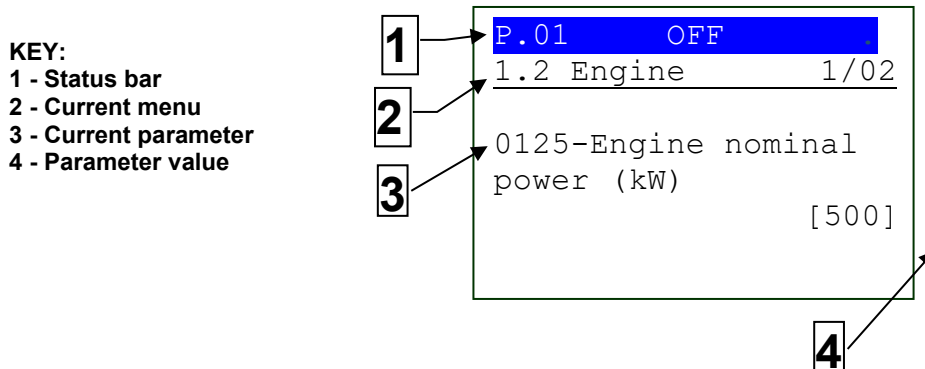 KEY:
1 - Status bar
2 - Current menu
3 - Current parameter
4 - Parameter value
1
2
3
4
P.01 OFF .
1.2 Engine 1/02
0125-Engine nominal
power (kW)
[500]